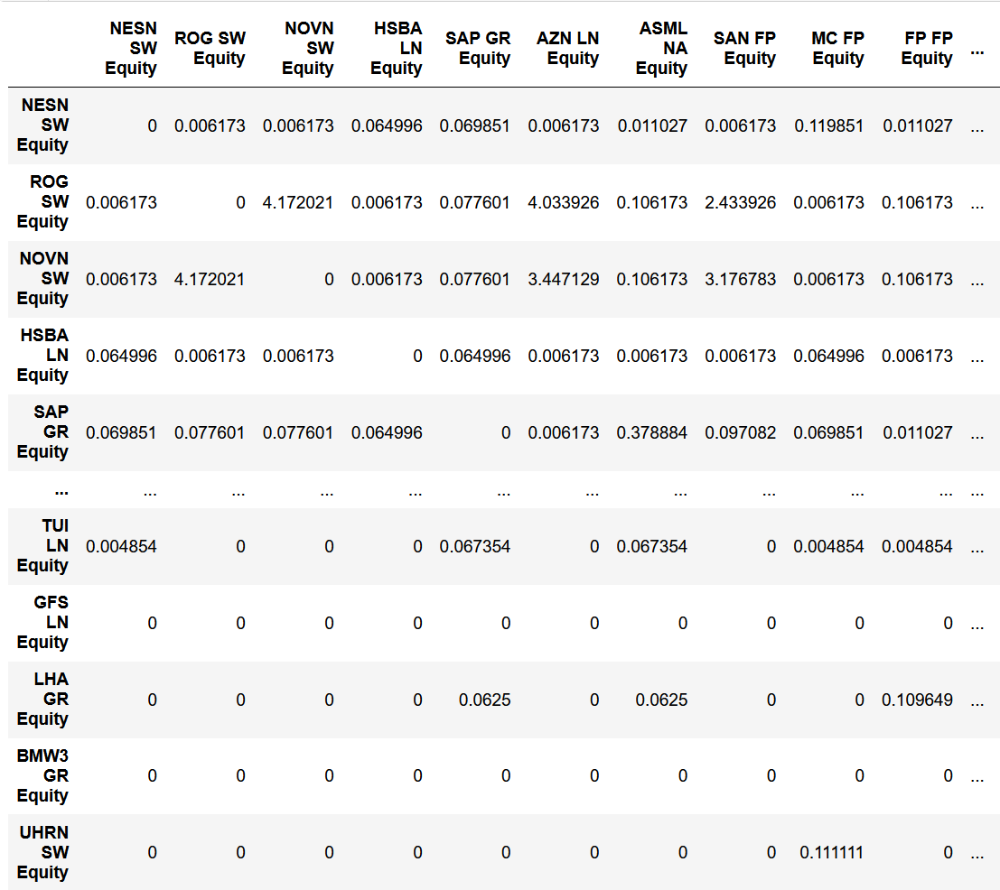 NESN SW Equity ROG SW Equity NOVN SW Equity HSBA LN Equity SAP GR Equity AZN LN Equity ASML NA Equity SAN FP Equity MC FP Equity FP FP Equity ...
NESN SW Equity 0 0.006173 0.006173 0.064996 0.069851 0.006173 0.011027 0.006173 0.119851 0.011027 ...
ROG SW Equity 0.006173 0 4.172021 0.006173 0.077601 4.033926 0.106173 2.433926 0.006173 0.106173 ...
NOVN SW Equity 0.006173 4.172021 0 0.006173 0.077601 3.447129 0.106173 3.176783 0.006173 0.106173 ...
HSBA LN Equity 0.064996 0.006173 0.006173 0 0.064996 0.006173 0.006173 0.006173 0.064996 0.006173 ...
SAP GR Equity 0.069851 0.077601 0.077601 0.064996 0 0.006173 0.378884 0.097082 0.069851 0.011027 ...
... ... ... ... ... ... ... ... ... ... ... ...
TUI LN Equity 0.004854 0 0 0 0.067354 0 0.067354 0 0.004854 0.004854 ...
GFS LN Equity 0 0 0 0 0 0 0 0 0 0 ...
LHA GR Equity 0 0 0 0 0.0625 0 0.0625 0 0 0.109649 ...
BMW3 GR Equity 0 0 0 0 0 0 0 0 0 0 ...
UHRN SW Equity 0 0 0 0 0 0 0 0 0.111111 0 ...